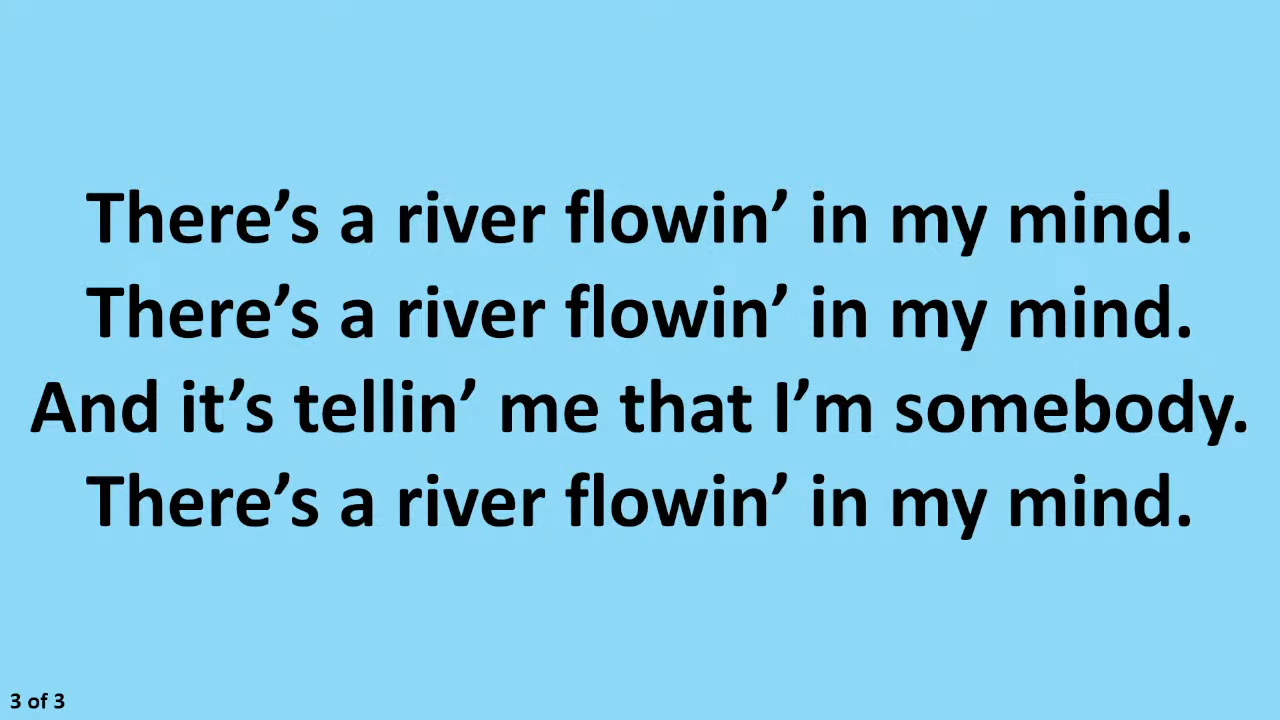 There’s a river flowin’ in my mind.
There’s a river flowin’ in my mind.
And it’s tellin’ me that I’m somebody.
There’s a river flowin’ in my mind.
3 of 3